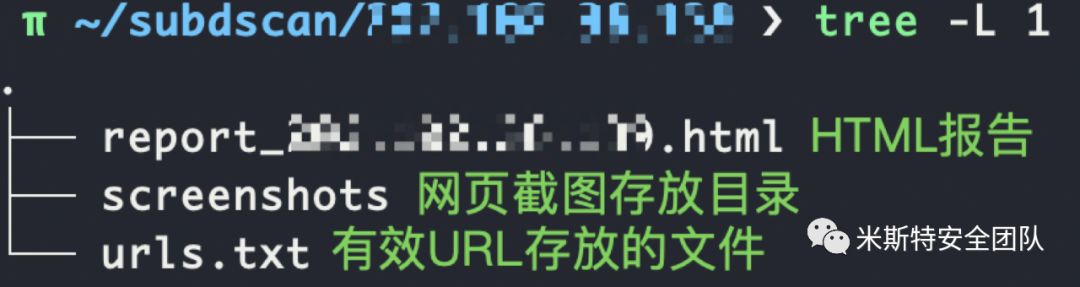 π ~/subdscan/ ❯ tree -L 1
.
├── report_ .html HTML报告
├── screenshots 网页截图存放目录
└── urls.txt 有效URL存放的文件
米斯特安全团队